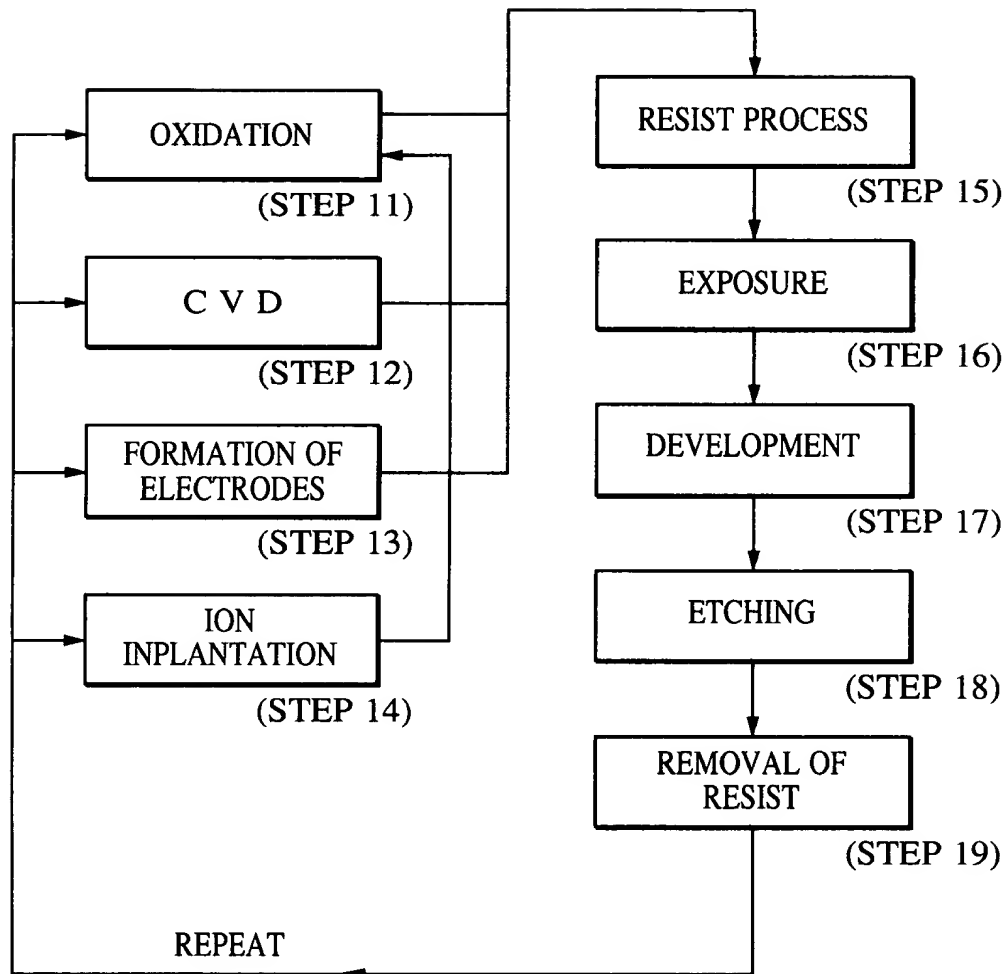 OXIDATION
(STEP 11)
C V D
(STEP 12)
FORMATION OF
ELECTRODES
(STEP 13)
ION
INPLANTATION
(STEP 14)
RESIST PROCESS
(STEP 15)
EXPOSURE
(STEP 16)
DEVELOPMENT
(STEP 17)
ETCHING
(STEP 18)
REMOVAL OF
RESIST
(STEP 19)
REPEAT